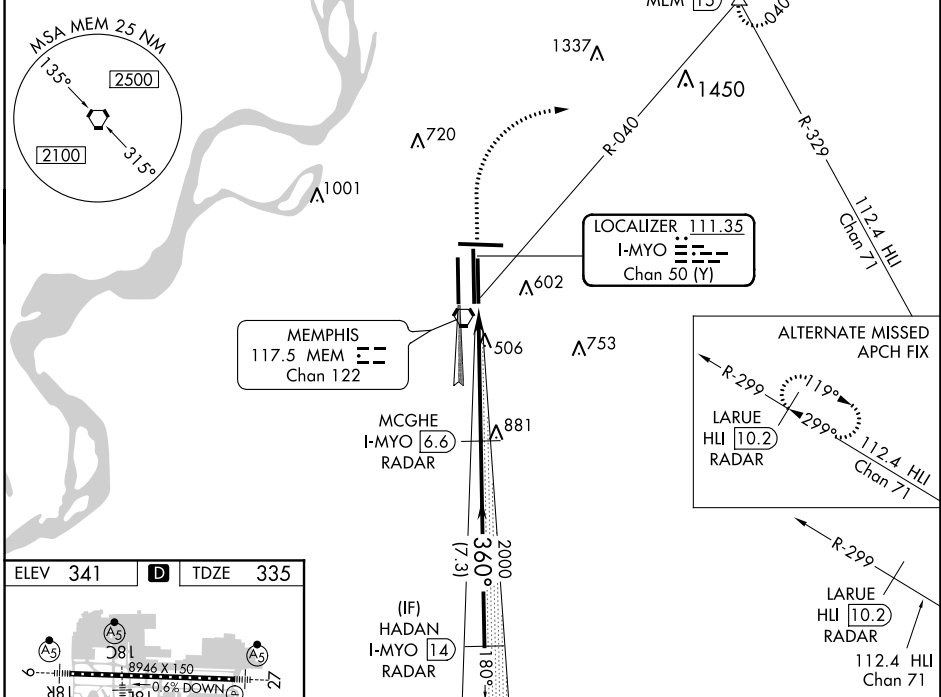 MEM 15
040
MSA MEM 25 NM
135°
2500
2100
315°
1337
1450
720
1001
R-040
R-329
112.4 HLI
Chan 71
LOCALIZER 111.35
I-MYO
Chan 50 (Y)
602
MEMPHIS
117.5 MEM
Chan 122
506
753
MCGHE
I-MYO 6.6
RADAR
881
ALTERNATE MISSED
APCH FIX
R-299
119°
299°
LARUE
HLI 10.2
RADAR
112.4 HLI
Chan 71
360°
(7.3)
2000
(IF)
HADAN
I-MYO 14
RADAR
180°
R-299
LARUE
HLI 10.2
RADAR
112.4 HLI
Chan 71
ELEV 341
D
TDZE 335
A5
A5
A5
18C
8946 X 150
0.6% DOWN
9
27
18R